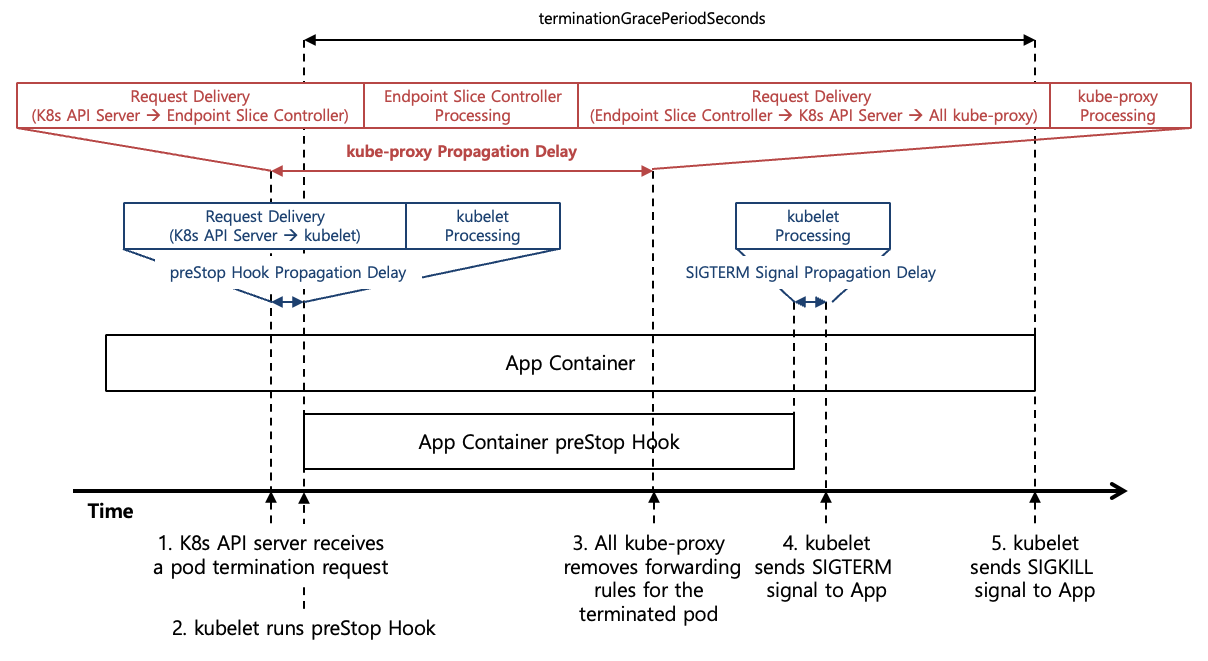 terminationGracePeriodSeconds
Request Delivery
(K8s API Server → Endpoint Slice Controller)
Endpoint Slice Controller
Processing
Request Delivery
(Endpoint Slice Controller → K8s API Server → All kube-proxy)
kube-proxy
Processing
kube-proxy Propagation Delay
Request Delivery
(K8s API Server → kubelet)
kubelet
Processing
kubelet
Processing
preStop Hook Propagation Delay
SIGTERM Signal Propagation Delay
App Container
App Container preStop Hook
Time
1. K8s API server receives
a pod termination request
2. kubelet runs preStop Hook
3. All kube-proxy
removes forwarding
rules for the
terminated pod
4. kubelet
sends SIGTERM
signal to App
5. kubelet
sends SIGKILL
signal to App